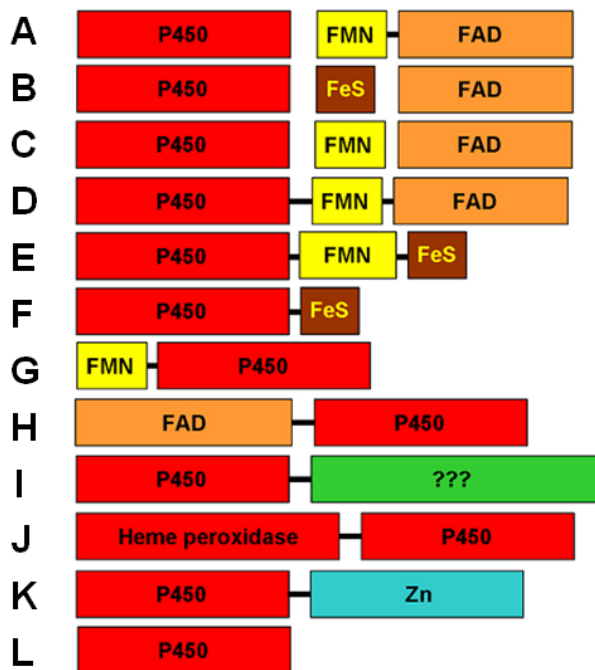 A P450 FMN FAD
B P450 FeS FAD
C P450 FMN FAD
D P450 FMN FAD
E P450 FMN FeS
F P450 FeS
G FMN P450
H FAD P450
I P450 ???
J Heme peroxidase P450
K P450 Zn
L P450